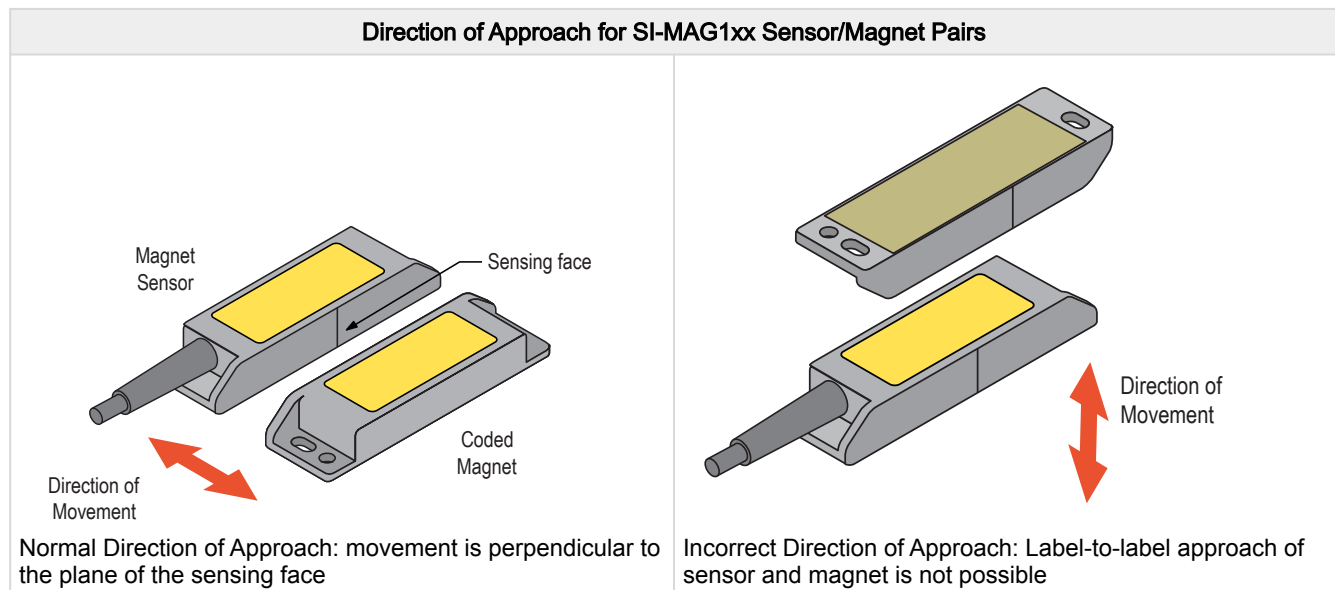 Direction of Approach for SI-MAG1xx Sensor/Magnet Pairs
Magnet
Sensor
Sensing face
Coded
Magnet
Direction of
Movement
Normal Direction of Approach: movement is perpendicular to
the plane of the sensing face
Direction of
Movement
Incorrect Direction of Approach: Label-to-label approach of
sensor and magnet is not possible